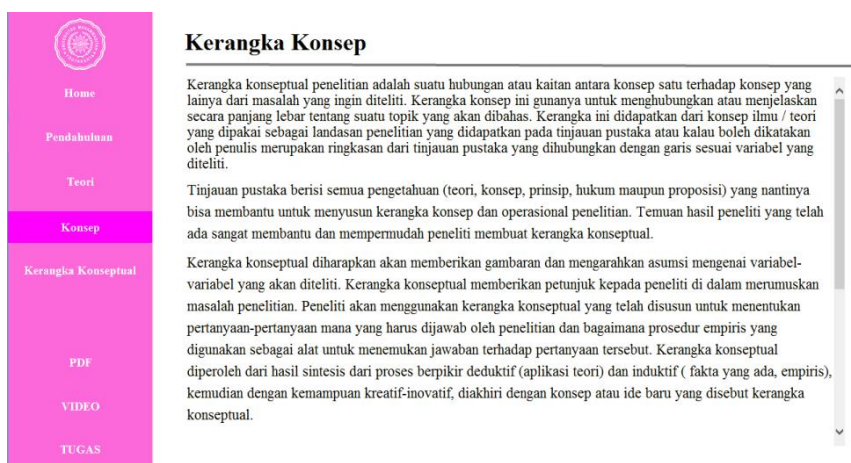 Home
Pendahuluan
Teori
Konsep
Kerangka Konseptual
PDF
VIDEO
TUGAS
Kerangka Konsep
Kerangka konseptual penelitian adalah suatu hubungan atau kaitan antara konsep satu terhadap konsep yang
lainya dari masalah yang ingin diteliti. Kerangka konsep ini gunanya untuk menghubungkan atau menjelaskan
secara panjang lebar tentang suatu topik yang akan dibahas. Kerangka ini didapatkan dari konsep ilmu / teori
yang dipakai sebagai landasan penelitian yang didapatkan pada tinjauan pustaka atau kalau boleh dikatakan
oleh penulis merupakan ringkasan dari tinjauan pustaka yang dihubungkan dengan garis sesuai variabel yang
diteliti.
Tinjauan pustaka berisi semua pengetahuan (teori, konsep, prinsip, hukum maupun proposisi) yang nantinya
bisa membantu untuk menyusun kerangka konsep dan operasional penelitian. Temuan hasil peneliti yang telah
ada sangat membantu dan mempermudah peneliti membuat kerangka konseptual.
Kerangka konseptual diharapkan akan memberikan gambaran dan mengarahkan asumsi mengenai variabel-
variabel yang akan diteliti. Kerangka konseptual memberikan petunjuk kepada peneliti di dalam merumuskan
masalah penelitian. Peneliti akan menggunakan kerangka konseptual yang telah disusun untuk menentukan
pertanyaan-pertanyaan mana yang harus dijawab oleh penelitian dan bagaimana prosedur empiris yang
digunakan sebagai alat untuk menemukan jawaban terhadap pertanyaan tersebut. Kerangka konseptual
diperoleh dari hasil sintesis dari proses berpikir deduktif (aplikasi teori) dan induktif ( fakta yang ada, empiris),
kemudian dengan kemampuan kreatif-inovatif, diakhiri dengan konsep atau ide baru yang disebut kerangka
konseptual.